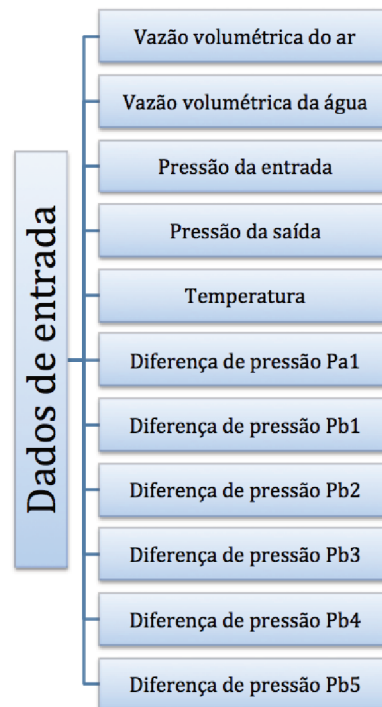 Dados de entrada
Vazão volumétrica do ar
Vazão volumétrica da água
Pressão da entrada
Pressão da saída
Temperatura
Diferença de pressão Pa1
Diferença de pressão Pb1
Diferença de pressão Pb2
Diferença de pressão Pb3
Diferença de pressão Pb4
Diferença de pressão Pb5